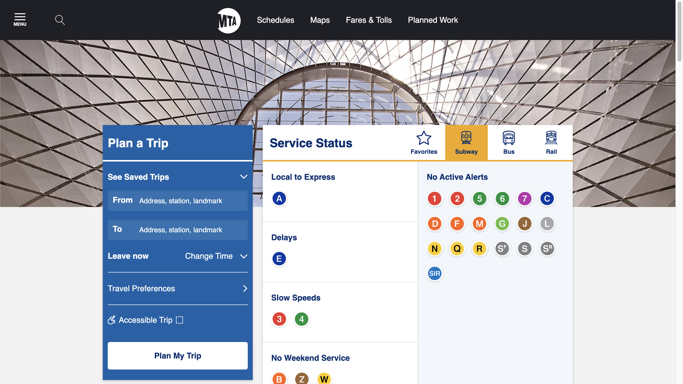 MENU
MTA
Schedules
Maps
Fares & Tolls
Planned Work
Plan a Trip
See Saved Trips
From Address, station, landmark
To Address, station, landmark
Leave now Change Time
Travel Preferences
Accessible Trip
Plan My Trip
Service Status
Favorites
Subway
Bus
Rail
Local to Express
A
Delays
E
Slow Speeds
3 4
No Weekend Service
B Z W
No Active Alerts
1 2 5 6 7 C
D F M G J L
N Q R SF S SR
SIR